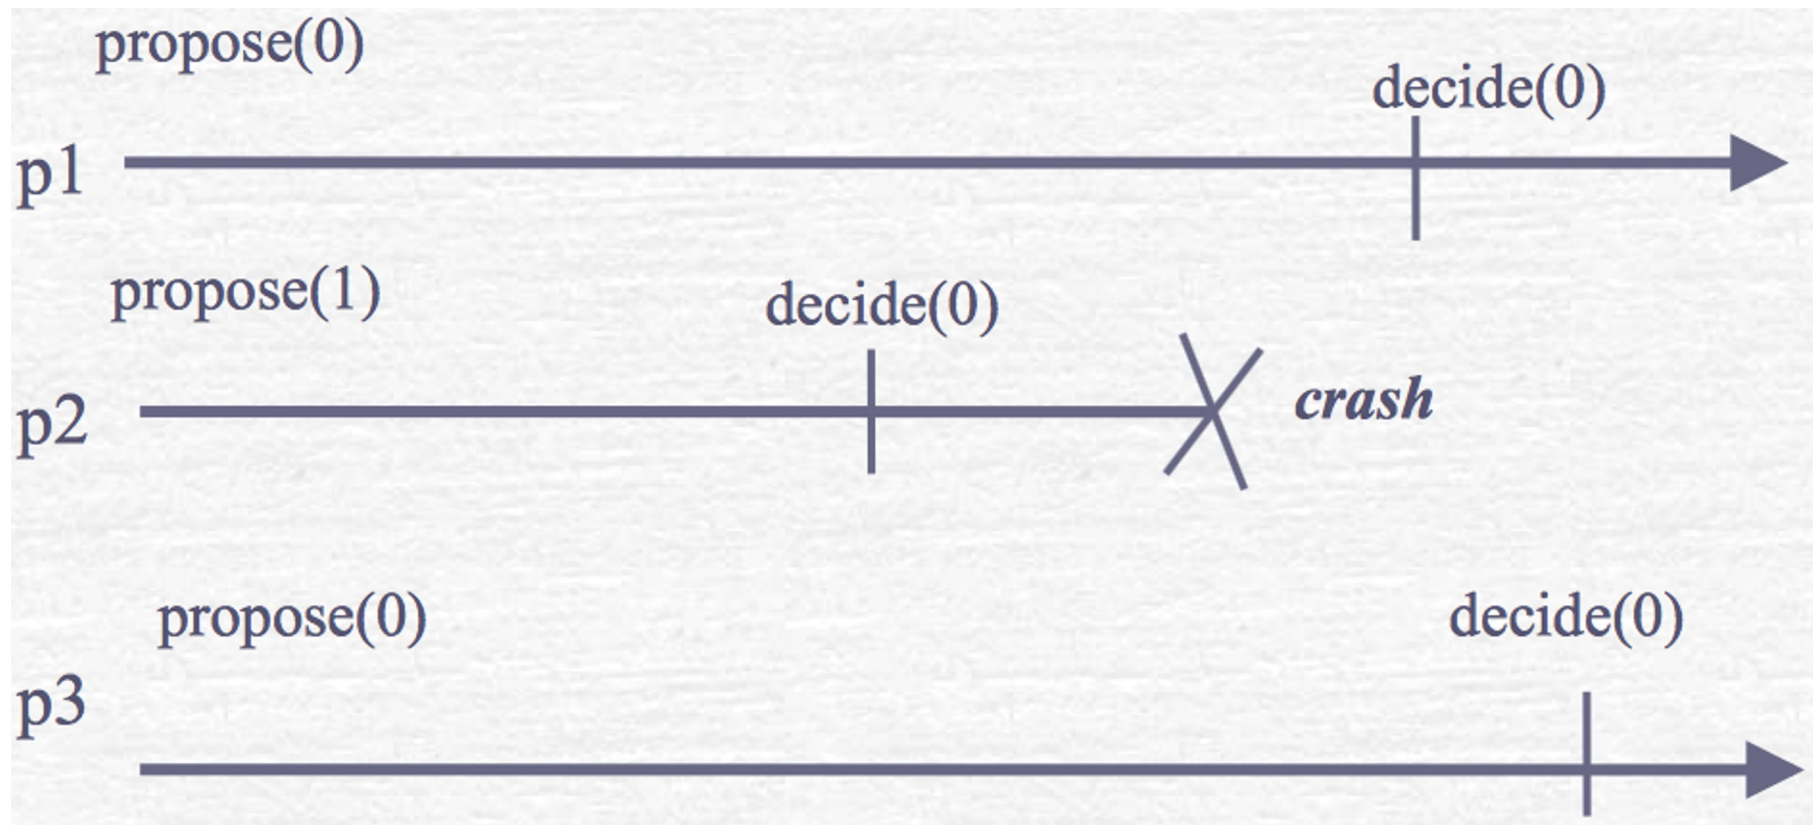 propose(0)
decide(0)
p1
propose(1)
decide(0)
crash
p2
propose(0)
decide(0)
p3